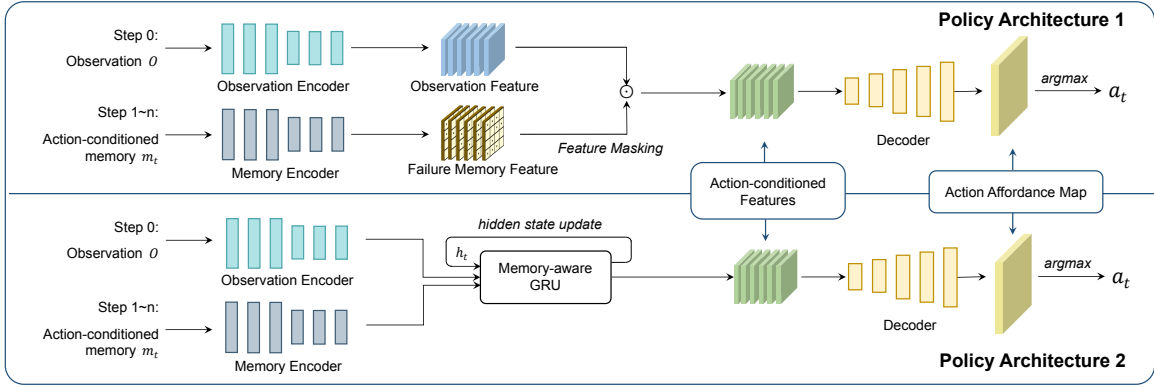 Policy Architecture 1
Step 0:
Observation O
Observation Encoder
Observation Feature
Step 1~n:
Action-conditioned
memory m_t
Memory Encoder
Failure Memory Feature
Feature Masking
Decoder
argmax
a_t
Action-conditioned
Features
Action Affordance Map
Step 0:
Observation O
Observation Encoder
Step 1~n:
Action-conditioned
memory m_t
Memory Encoder
hidden state update
h_t
Memory-aware
GRU
Decoder
argmax
a_t
Policy Architecture 2